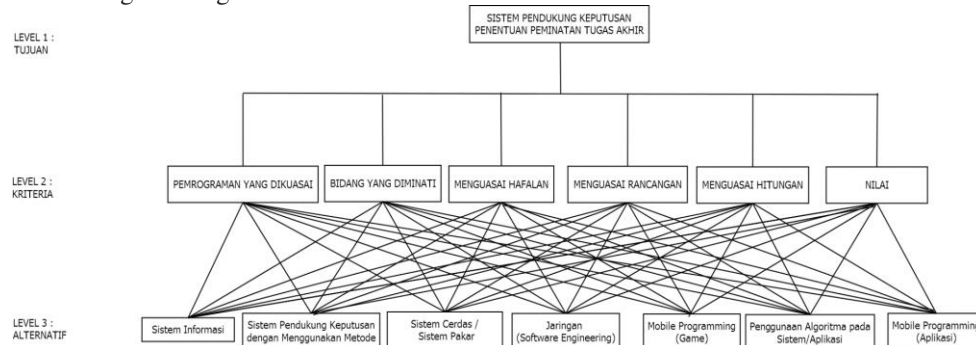 SISTEM PENDUKUNG KEPUTUSAN
PENENTUAN PEMINATAN TUGAS AKHIR
LEVEL 1 :
TUJUAN
LEVEL 2 :
KRITERIA
PEMROGRAMAN YANG DIKUASAI
BIDANG YANG DIMINATI
MENGUASAI HAFALAN
MENGUASAI RANCANGAN
MENGUASAI HITUNGAN
NILAI
LEVEL 3 :
ALTERNATIF
Sistem Informasi
Sistem Pendukung Keputusan
dengan Menggunakan Metode
Sistem Cerdas /
Sistem Pakar
Jaringan
(Software Engineering)
Mobile Programming
(Game)
Penggunaan Algoritma pada
Sistem/Aplikasi
Mobile Programming
(Aplikasi)